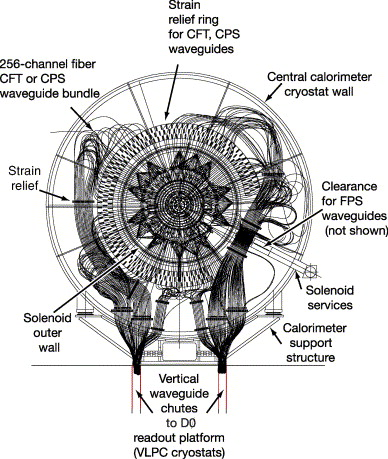 Strain
relief ring
for CFT, CPS
waveguides
256-channel fiber
CFT or CPS
waveguide bundle
Central calorimeter
cryostat wall
Strain
relief
Clearance
for FPS
waveguides
(not shown)
Solenoid
services
Solenoid
outer
wall
Calorimeter
support
structure
Vertical
waveguide
chutes
to D0
readout platform
(VLPC cryostats)